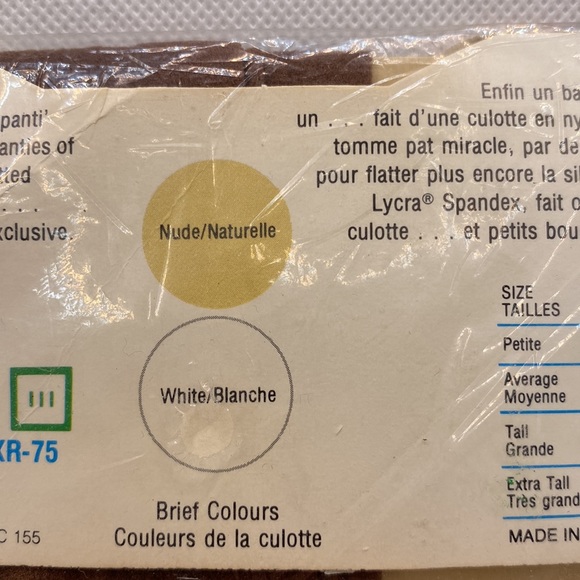 panti'
anties of
tted
. . . .
xclusive.
Nude/Naturelle
White/Blanche
Brief Colours
Couleurs de la culotte
XR-75
C 155
Enfin un ba
un . . . fait d'une culotte en ny
tomme pat miracle, par de
pour flatter plus encore la sil
Lycra® Spandex, fait d
culotte . . . et petits bou
SIZE
TAILLES
Petite
Average
Moyenne
Tall
Grande
Extra Tall
Très grand
MADE IN